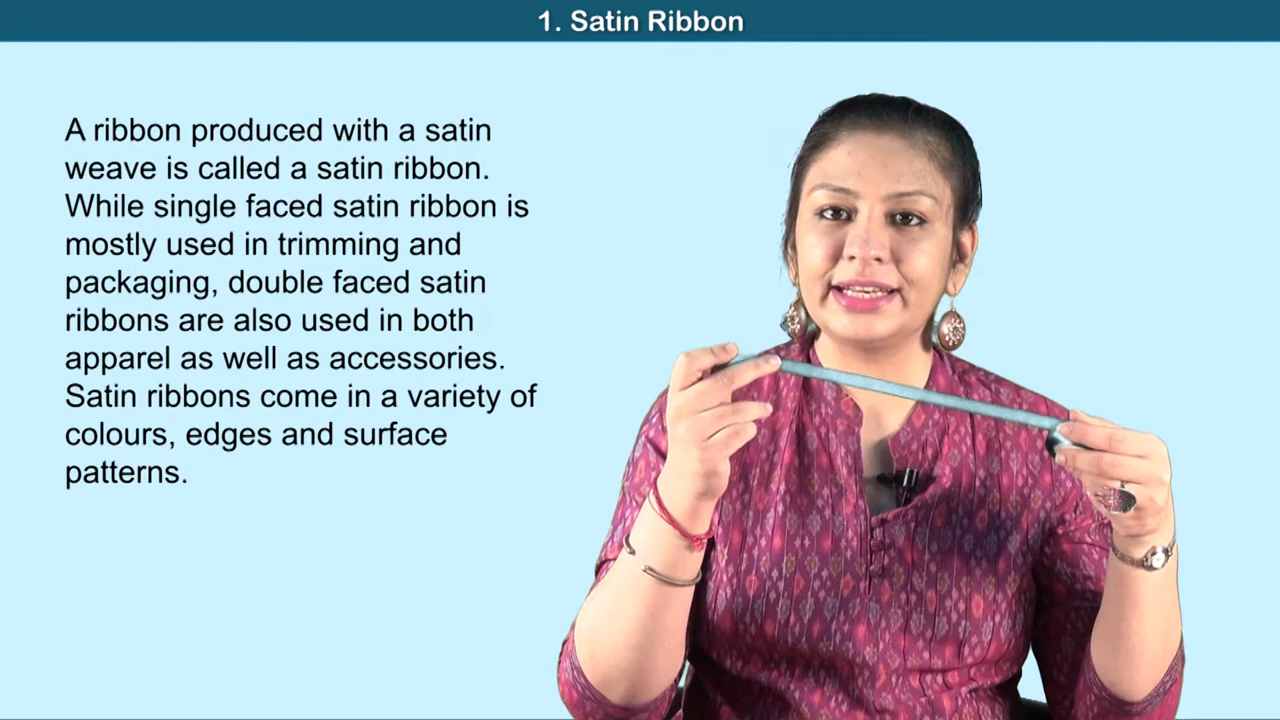 1. Satin Ribbon
A ribbon produced with a satin
weave is called a satin ribbon.
While single faced satin ribbon is
mostly used in trimming and
packaging, double faced satin
ribbons are also used in both
apparel as well as accessories.
Satin ribbons come in a variety of
colours, edges and surface
patterns.